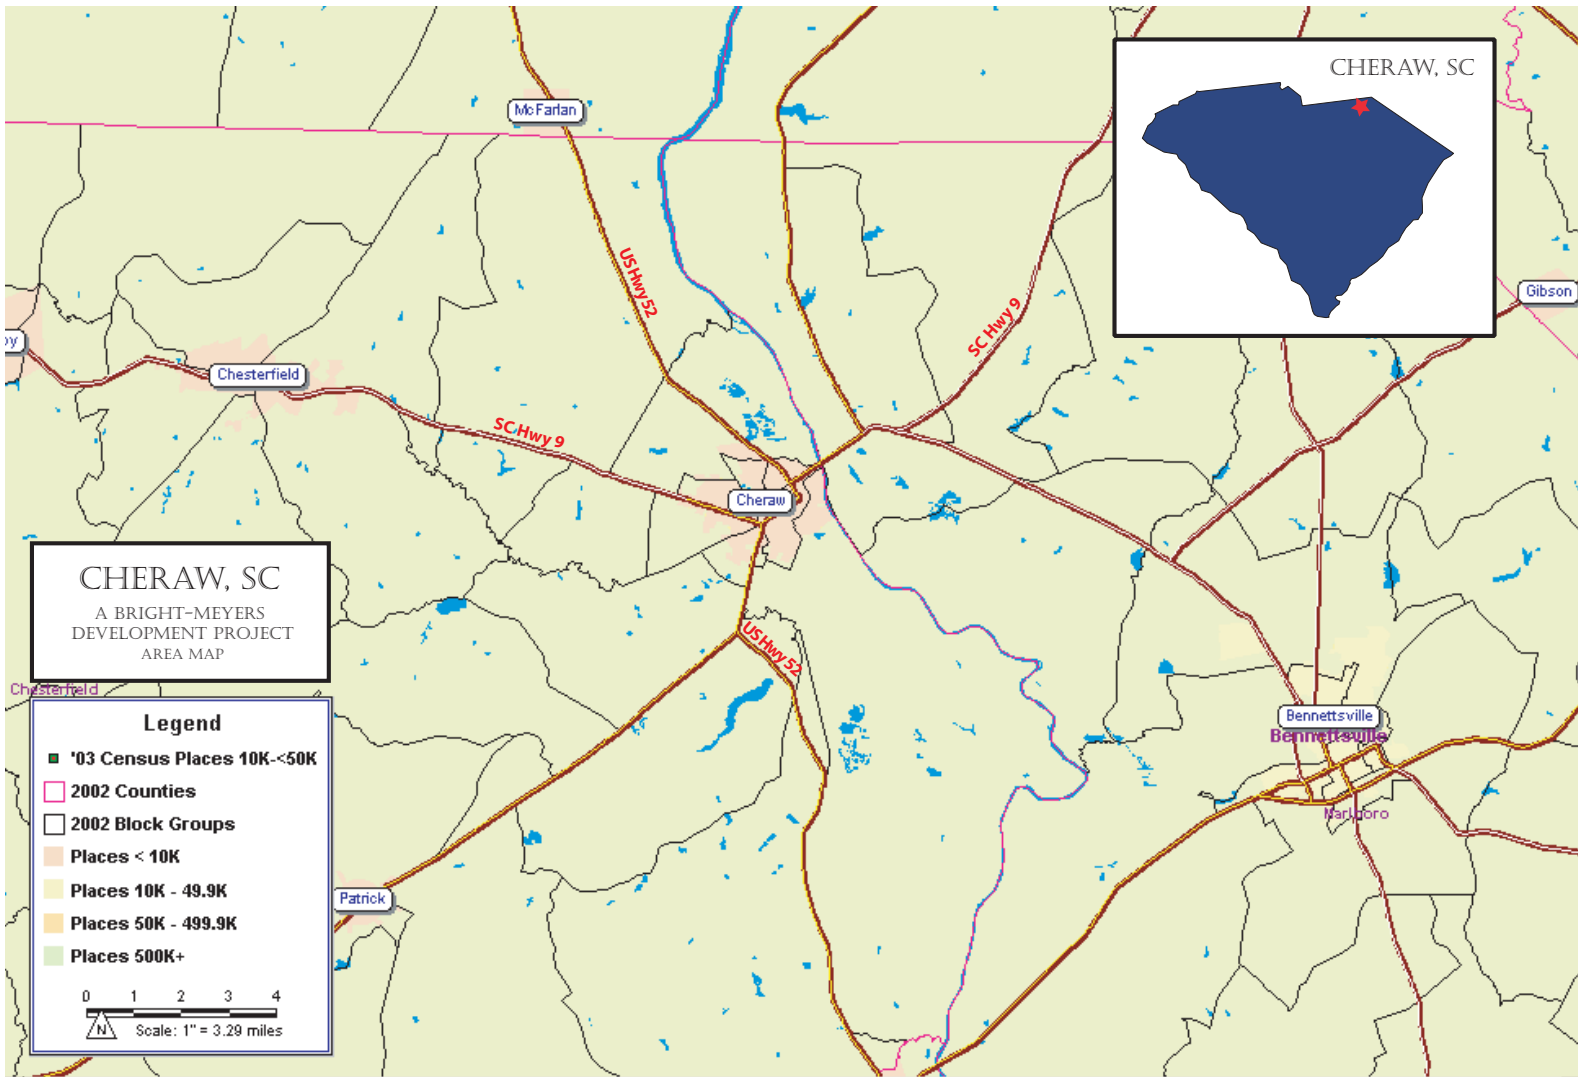 McFarlan
CHERAW, SC
US Hwy 52
SC Hwy 9
Gibson
Chesterfield
SC Hwy 9
Cheraw
CHERAW, SC
A BRIGHT-MEYERS
DEVELOPMENT PROJECT
AREA MAP
US Hwy 52
Chesterfield
Bennettsville
Bennettsville
Marlboro
Patrick
Legend
'03 Census Places 10K-<50K
2002 Counties
2002 Block Groups
Places < 10K
Places 10K - 49.9K
Places 50K - 499.9K
Places 500K+
0 1 2 3 4
N
Scale: 1" = 3.29 miles